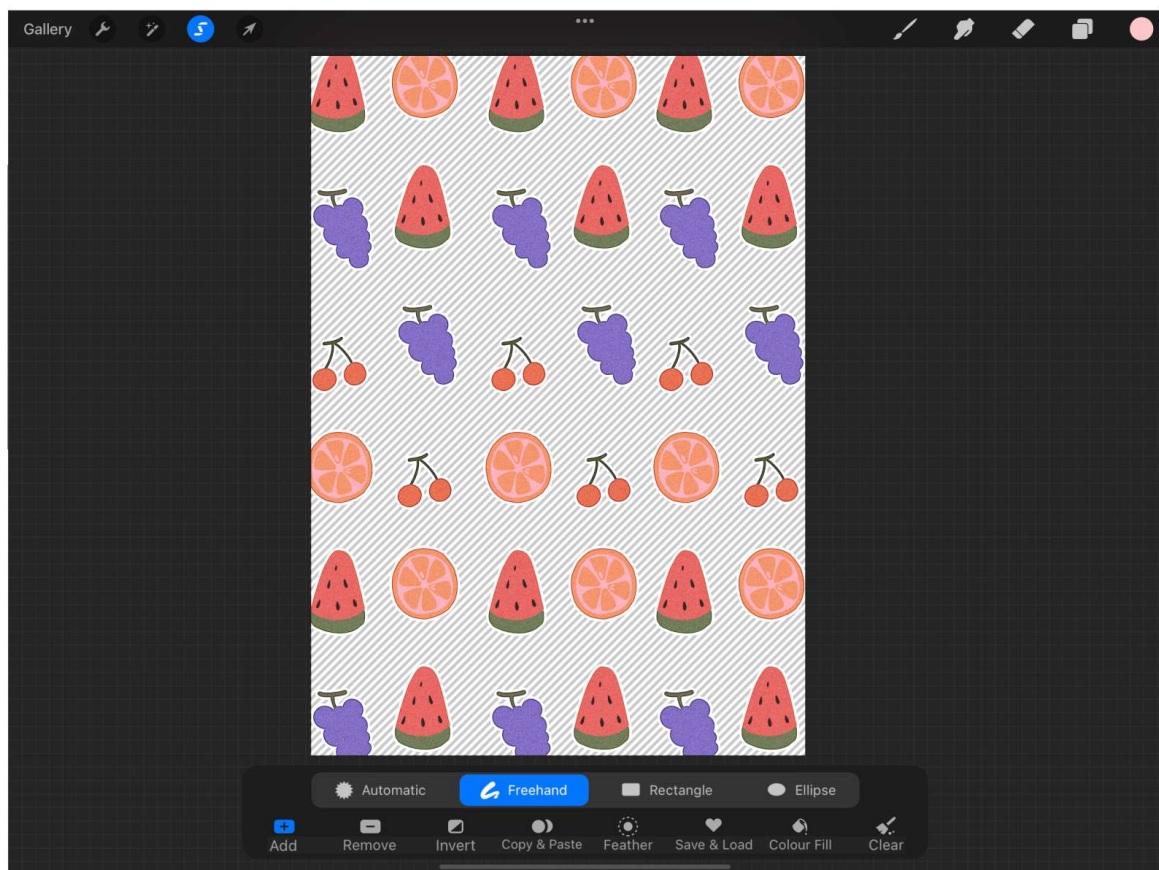 Gallery
Automatic Freehand Rectangle Ellipse
Add Remove Invert Copy & Paste Feather Save & Load Colour Fill Clear